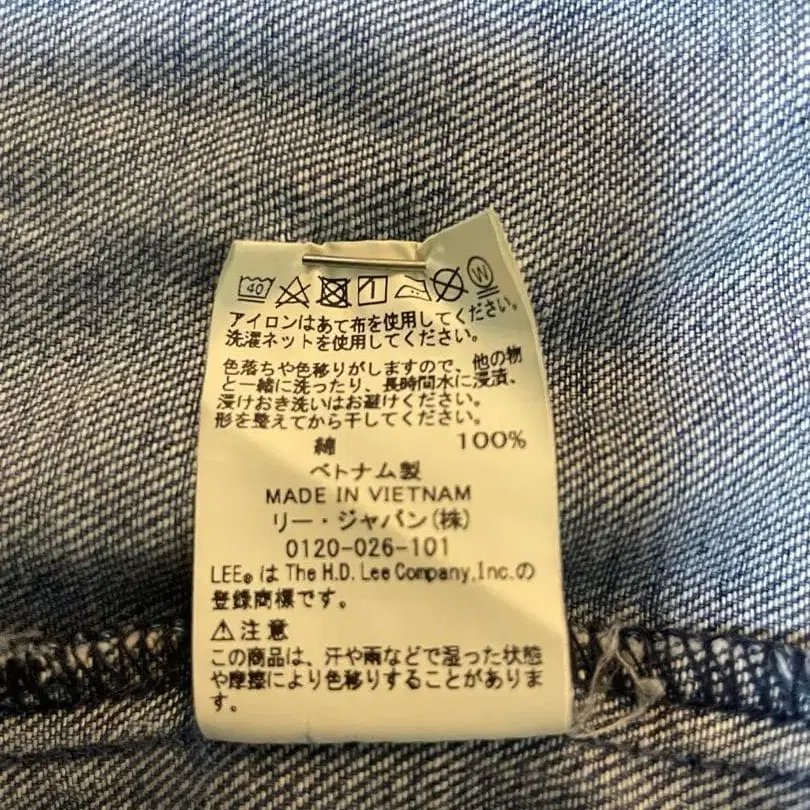 40 W
アイロンはあて布を使用してください。
洗濯ネットを使用してください。
色落ちや色移りがしますので、他の物
と一緒に洗ったり、長時間水に浸漬、
浸けおき洗いはお避けください。
形を整えてから干してください。
綿 100%
ベトナム製
MADE IN VIETNAM
リー・ジャパン(株)
0120-026-101
LEE®は The H.D. Lee Company,Inc.の
登録商標です。
⚠注意
この商品は、汗や雨などで湿った状態
や摩擦により色移りすることがありま
す。